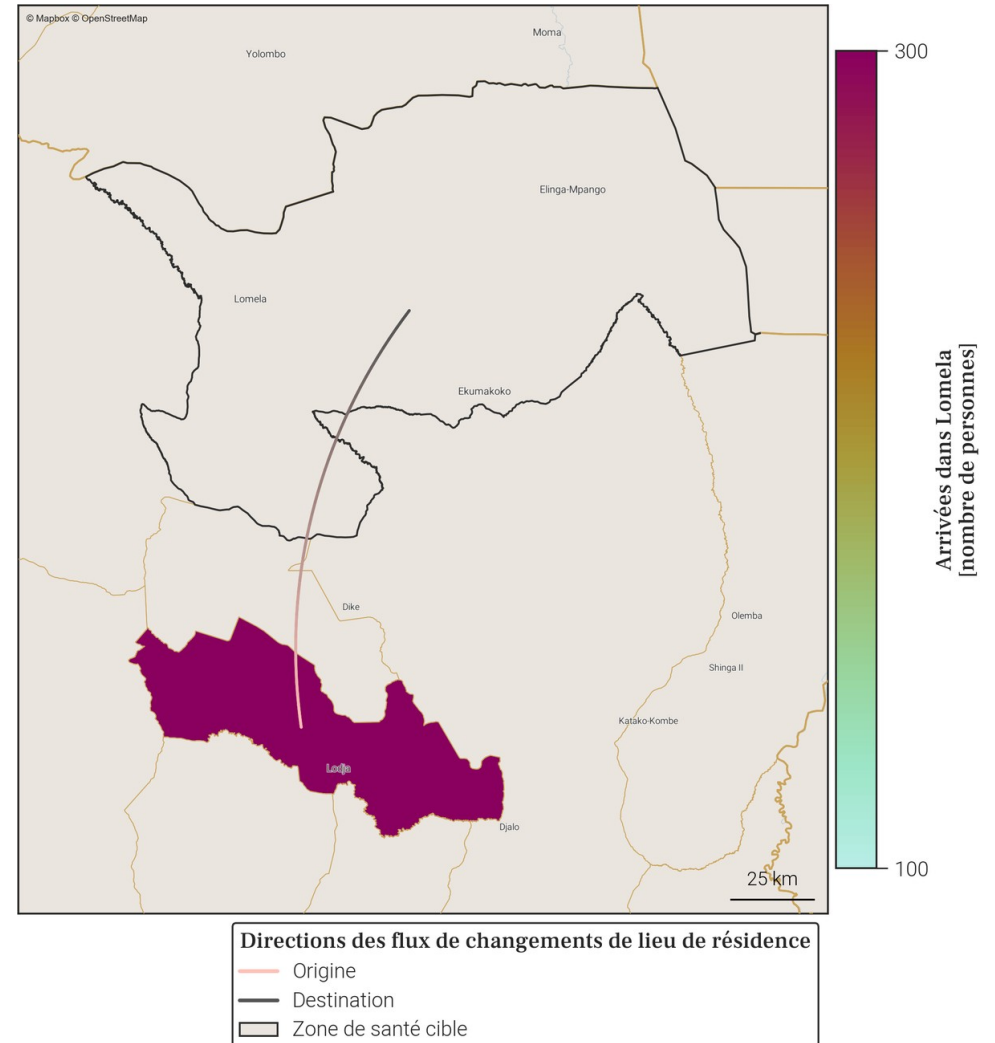 © Mapbox © OpenStreetMap
Moma
Yolombo
Elinga-Mpango
Lomela
Ekumakoko
Dike
Olemba
Shinga II
Katako-Kombe
Lodja
Djalo
25 km
300
100
Arrivées dans Lomela
[nombre de personnes]
Directions des flux de changements de lieu de résidence
Origine
Destination
Zone de santé cible